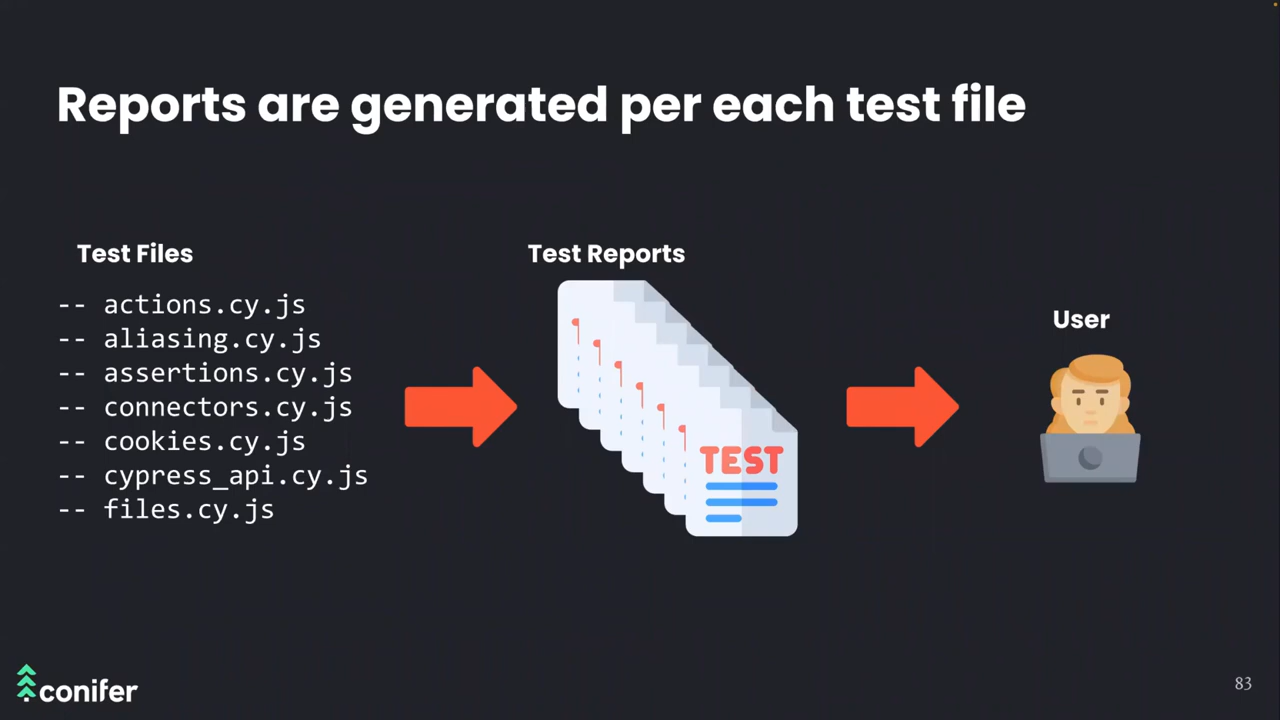 Reports are generated per each test file
Test Files
-- actions.cy.js
-- aliasing.cy.js
-- assertions.cy.js
-- connectors.cy.js
-- cookies.cy.js
-- cypress_api.cy.js
-- files.cy.js
Test Reports
TEST
User
conifer
83